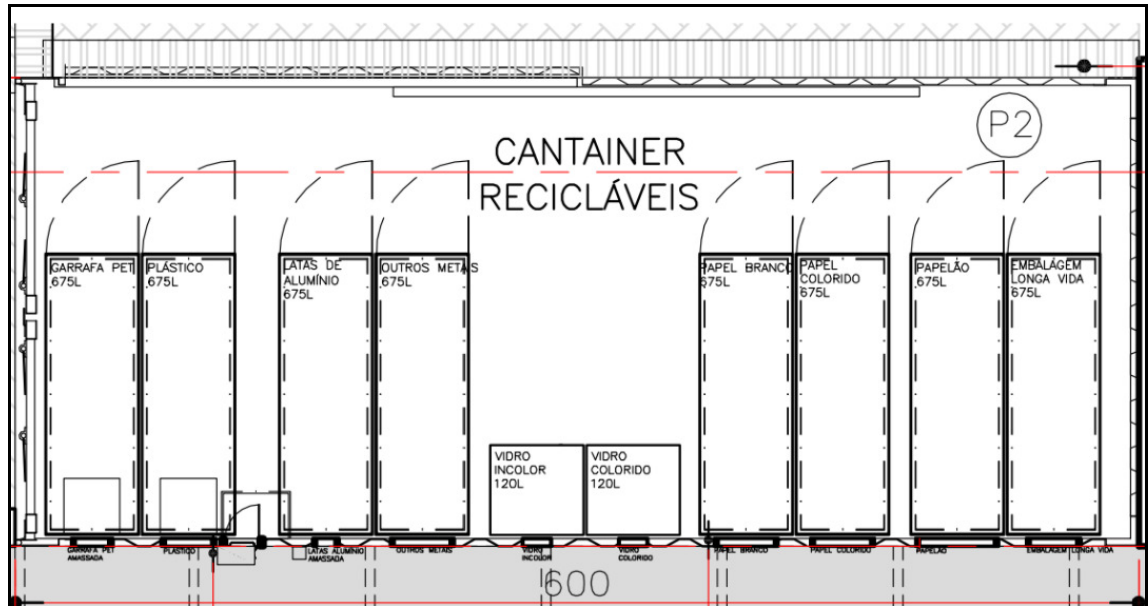 P2
CANTAINER
RECICLÁVEIS
GARRAFA PET
675L
PLÁSTICO
675L
LATAS DE
ALUMÍNIO
675L
OUTROS METAIS
675L
PAPEL BRANCO
675L
PAPEL
COLORIDO
675L
PAPELÃO
675L
EMBALAGEM
LONGA VIDA
675L
VIDRO
INCOLOR
120L
VIDRO
COLORIDO
120L
GARRAFA PET
AMASSADA
PLÁSTICO
LATAS ALUMÍNIO
AMASSADA
OUTROS METAIS
VIDRO
INCOLOR
VIDRO
COLORIDO
PAPEL BRANCO
PAPEL COLORIDO
PAPELÃO
EMBALAGEM LONGA VIDA
600